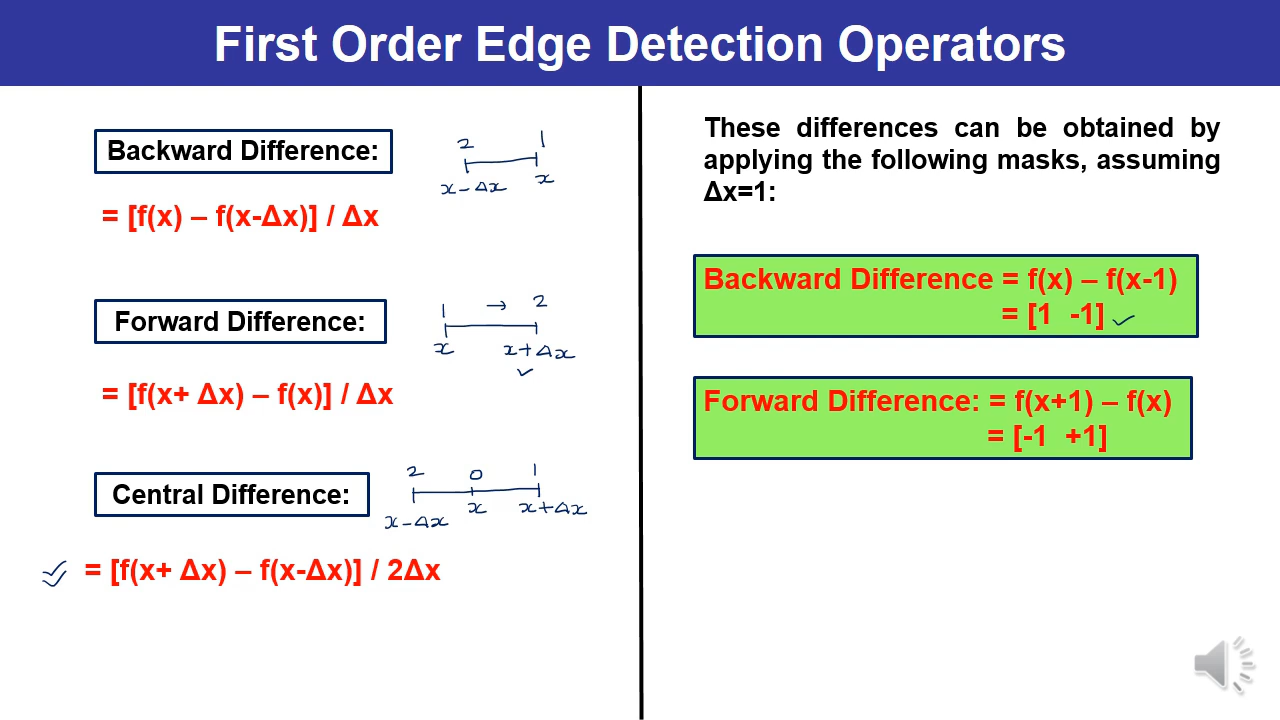 First Order Edge Detection Operators
Backward Difference:
2 1
x-Δx x
= [f(x) – f(x-Δx)] / Δx
Forward Difference:
1 → 2
x x+Δx
✓
= [f(x+ Δx) – f(x)] / Δx
Central Difference:
2 0 1
x-Δx x x+Δx
= [f(x+ Δx) – f(x-Δx)] / 2Δx
These differences can be obtained by
applying the following masks, assuming
Δx=1:
Backward Difference = f(x) – f(x-1)
= [1 -1] ✓
Forward Difference: = f(x+1) – f(x)
= [-1 +1]